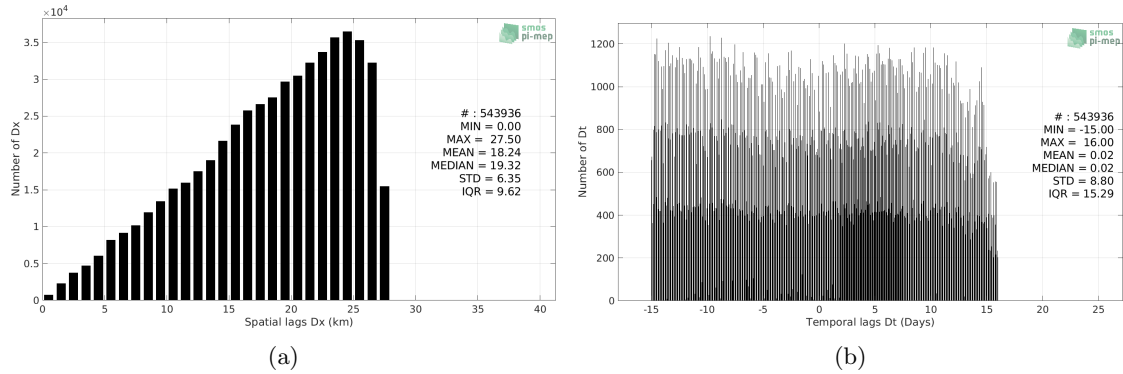 ×10⁴
3.5
3
2.5
2
1.5
1
0.5
0
Number of Dx
0 5 10 15 20 25 30 35 40
Spatial lags Dx (km)
smos
pi-mep
# : 543936
MIN = 0.00
MAX = 27.50
MEAN = 18.24
MEDIAN = 19.32
STD = 6.35
IQR = 9.62
(a)
1200
1000
800
600
400
200
0
Number of Dt
-15 -10 -5 0 5 10 15 20 25
Temporal lags Dt (Days)
smos
pi-mep
# : 543936
MIN = -15.00
MAX = 16.00
MEAN = 0.02
MEDIAN = 0.02
STD = 8.80
IQR = 15.29
(b)